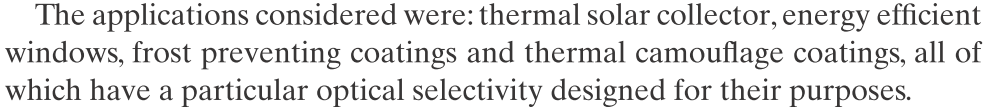 The applications considered were: thermal solar collector, energy efficient
windows, frost preventing coatings and thermal camouflage coatings, all of
which have a particular optical selectivity designed for their purposes.